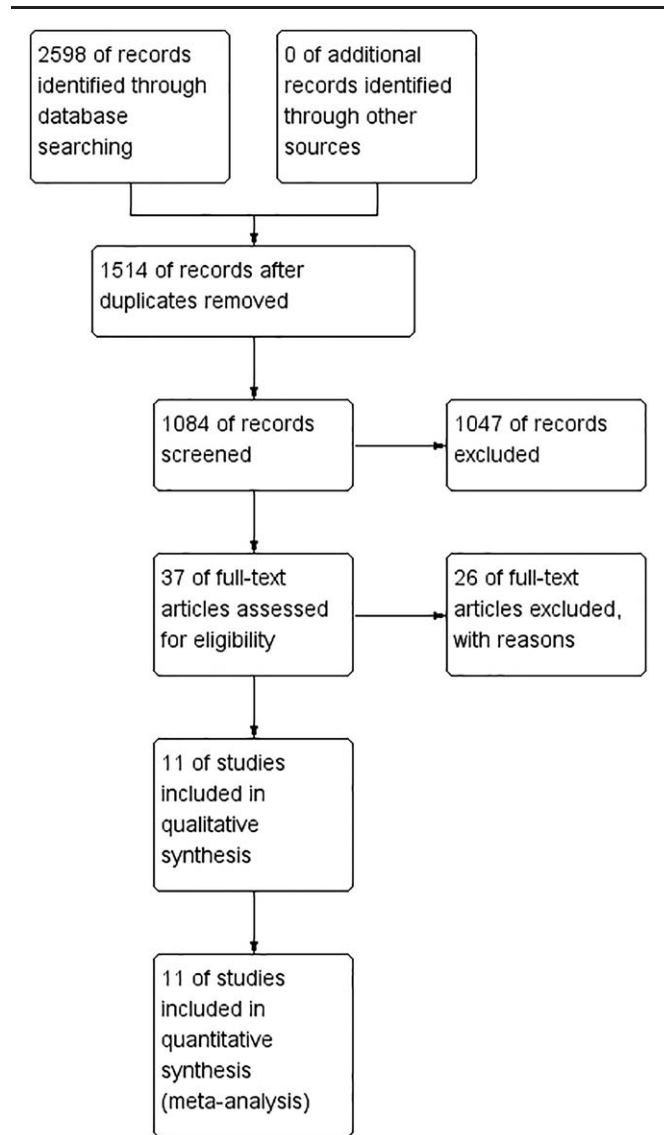 2598 of records
identified through
database
searching
0 of additional
records identified
through other
sources
1514 of records after
duplicates removed
1084 of records
screened
1047 of records
excluded
37 of full-text
articles assessed
for eligibility
26 of full-text
articles excluded,
with reasons
11 of studies
included in
qualitative
synthesis
11 of studies
included in
quantitative
synthesis
(meta-analysis)